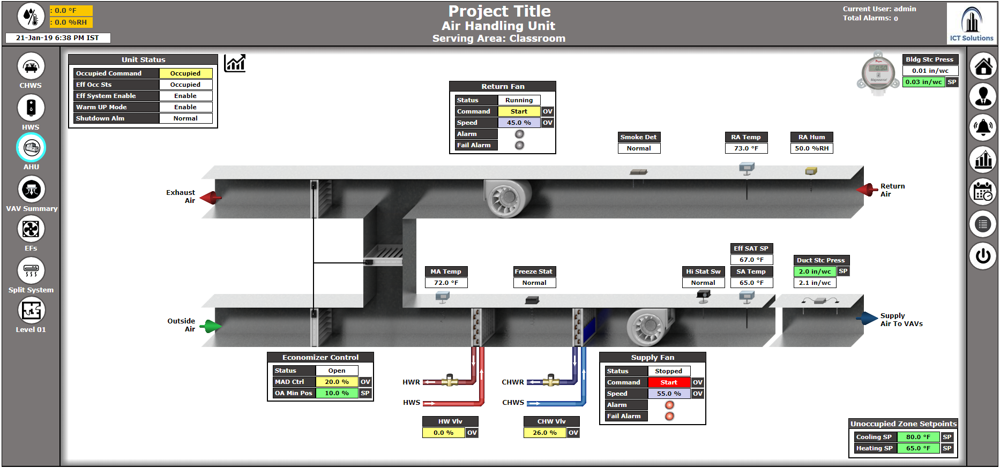 : 0.0 °F
: 0.0 %RH
21-Jan-19 6:38 PM IST
Project Title
Air Handling Unit
Serving Area: Classroom
Current User: admin
Total Alarms: 0
ICT Solutions
CHWS
HWS
AHU
VAV Summary
EFs
Split System
Level 01
Unit Status
Occupied Command Occupied
Eff Occ Sts Occupied
Eff System Enable Enable
Warm UP Mode Enable
Shutdown Alm Normal
Return Fan
Status Running
Command Start OV
Speed 45.0 % OV
Alarm
Fail Alarm
Bldg Stc Press
0.01 in/wc
0.03 in/wc SP
Smoke Det
Normal
RA Temp
73.0 °F
RA Hum
50.0 %RH
Exhaust
Air
Return
Air
MA Temp
72.0 °F
Freeze Stat
Normal
Hi Stat Sw
Normal
Eff SAT SP
67.0 °F
SA Temp
65.0 °F
Duct Stc Press
2.0 in/wc SP
2.1 in/wc
Outside
Air
Supply
Air To VAVs
Economizer Control
Status Open
MAD Ctrl 20.0 % OV
OA Min Pos 10.0 % SP
HWR
HWS
HW Vlv
0.0 % OV
CHWR
CHWS
CHW Vlv
26.0 % OV
Supply Fan
Status Stopped
Command Start OV
Speed 55.0 % OV
Alarm
Fail Alarm
Unoccupied Zone Setpoints
Cooling SP 80.0 °F SP
Heating SP 65.0 °F SP